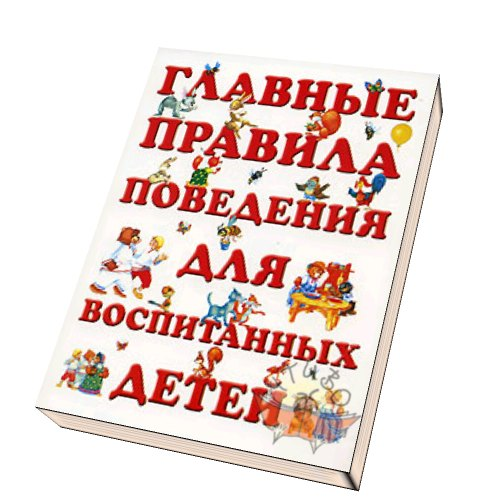 ГЛАВНЫЕ
ПРАВИЛА
ПОВЕДЕНИЯ
ДЛЯ
ВОСПИТАННЫХ
ДЕТЕЙ